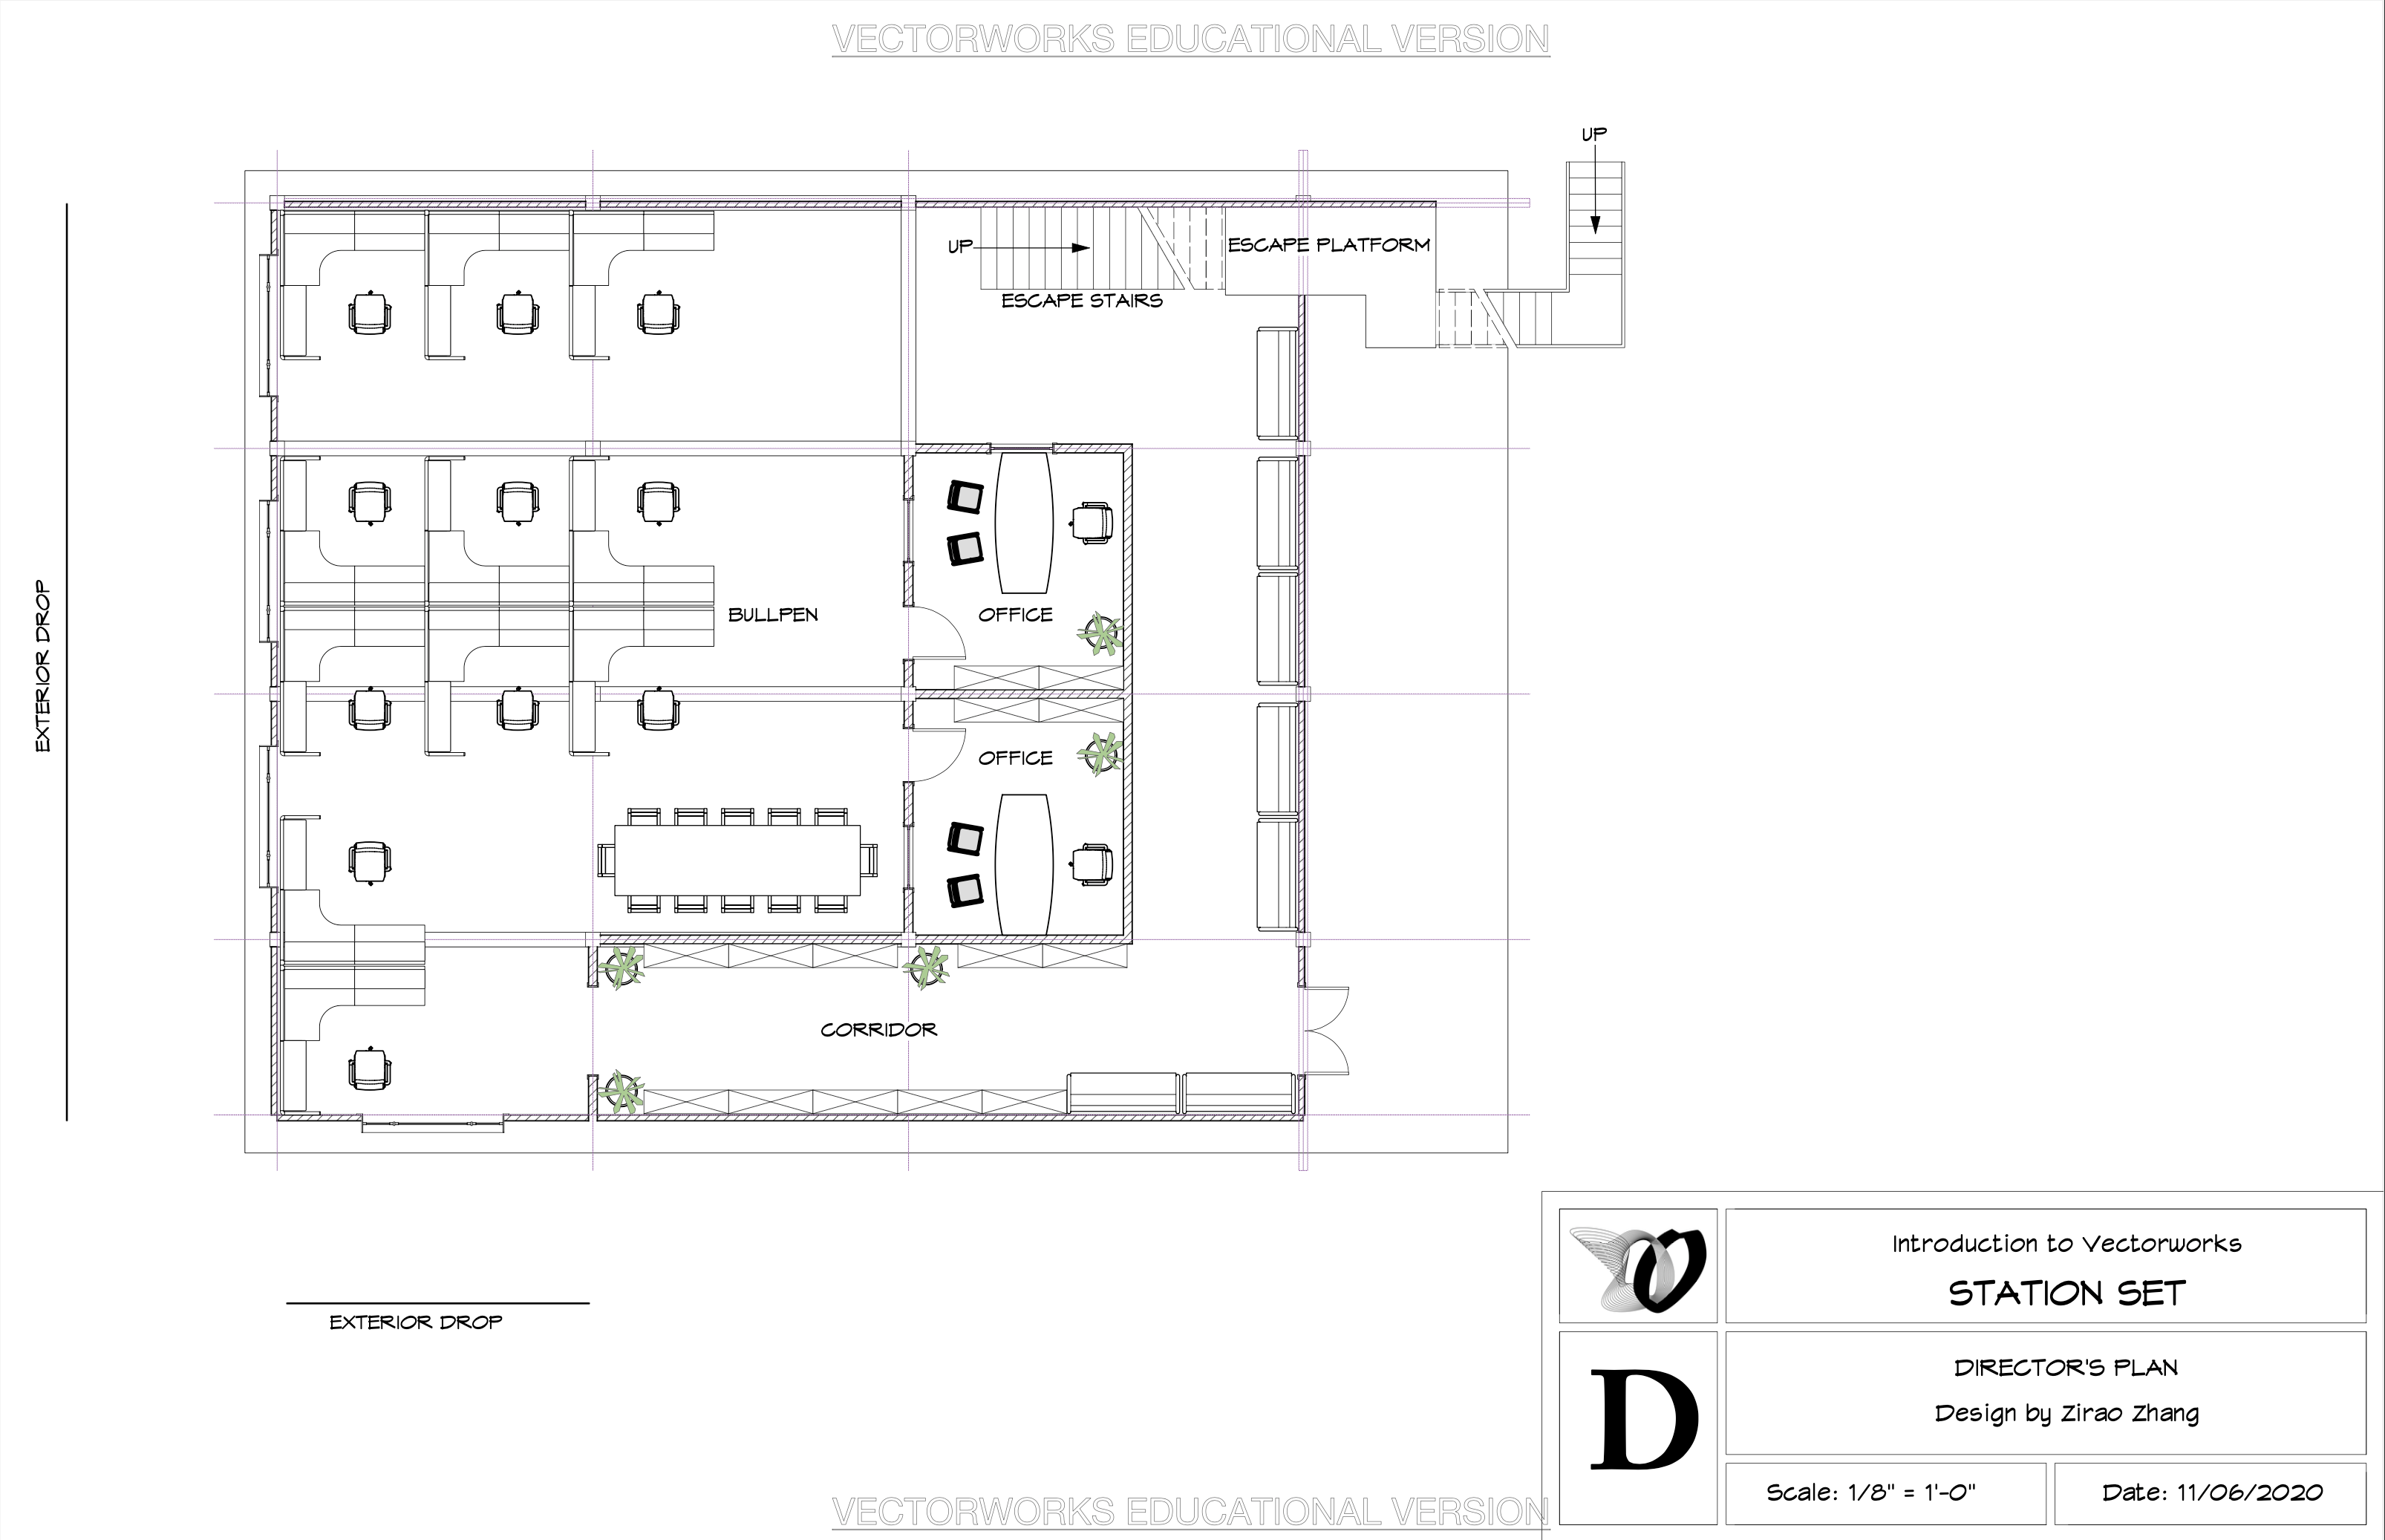 VECTORWORKS EDUCATIONAL VERSION
UP
UP
ESCAPE PLATFORM
ESCAPE STAIRS
EXTERIOR DROP
BULLPEN
OFFICE
OFFICE
CORRIDOR
EXTERIOR DROP
Introduction to Vectorworks
STATION SET
D
DIRECTOR'S PLAN
Design by Zirao Zhang
Scale: 1/8" = 1'-0"
Date: 11/06/2020
VECTORWORKS EDUCATIONAL VERSION